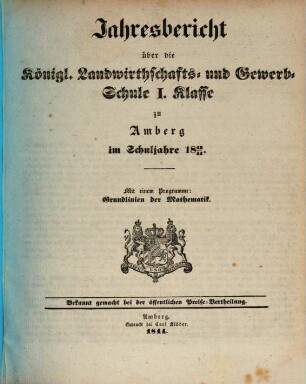 Jahresbericht
über die
Königl. Landwirthschafts- und Gewerb-
Schule I. Klasse
zu
Amberg
im Schuljahre 18
Mit einem Programme:
Grundlinien der Mathematik.
Bekannt gemacht bei der öffentlichen Preise-Vertheilung.
Amberg.
Gedruckt bei Carl Klöber.
1844.